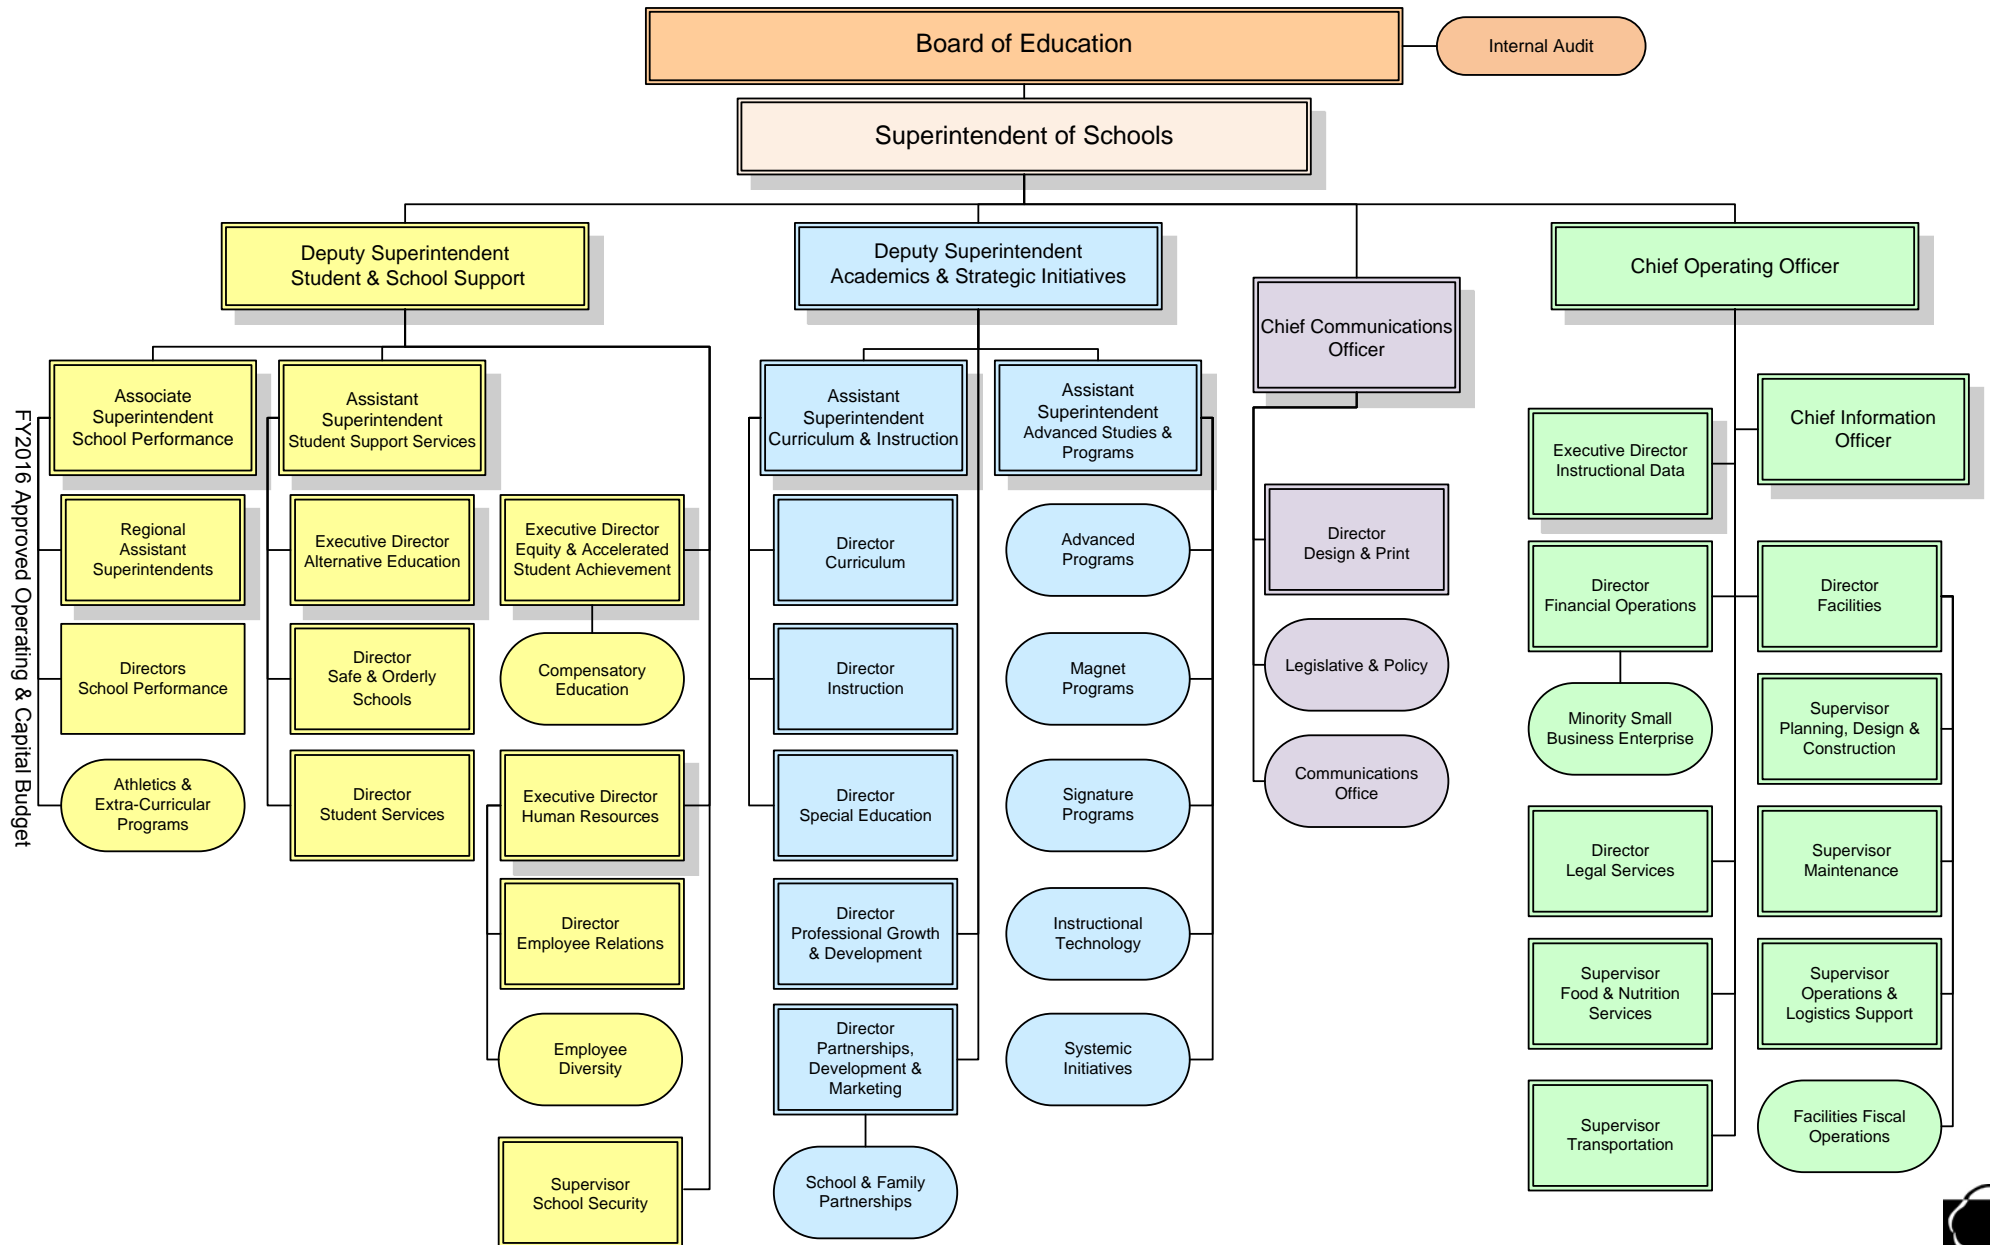 Board of Education
Internal Audit
Superintendent of Schools
Deputy Superintendent
Student & School Support
Deputy Superintendent
Academics & Strategic Initiatives
Chief Communications
Officer
Chief Operating Officer
Associate
Superintendent
School Performance
Assistant
Superintendent
Student Support Services
Assistant
Superintendent
Curriculum & Instruction
Assistant
Superintendent
Advanced Studies &
Programs
Executive Director
Instructional Data
Chief Information
Officer
Regional
Assistant
Superintendents
Executive Director
Alternative Education
Executive Director
Equity & Accelerated
Student Achievement
Director
Curriculum
Advanced
Programs
Director
Design & Print
Director
Financial Operations
Director
Facilities
Directors
School Performance
Director
Safe & Orderly
Schools
Compensatory
Education
Director
Instruction
Magnet
Programs
Legislative & Policy
Minority Small
Business Enterprise
Supervisor
Planning, Design &
Construction
Athletics &
Extra-Curricular
Programs
Director
Student Services
Executive Director
Human Resources
Director
Special Education
Signature
Programs
Communications
Office
Director
Legal Services
Supervisor
Maintenance
Director
Employee Relations
Director
Professional Growth
& Development
Instructional
Technology
Supervisor
Food & Nutrition
Services
Supervisor
Operations &
Logistics Support
Employee
Diversity
Director
Partnerships,
Development &
Marketing
Systemic
Initiatives
Supervisor
Transportation
Facilities Fiscal
Operations
Supervisor
School Security
School & Family
Partnerships
FY2016 Approved Operating & Capital Budget